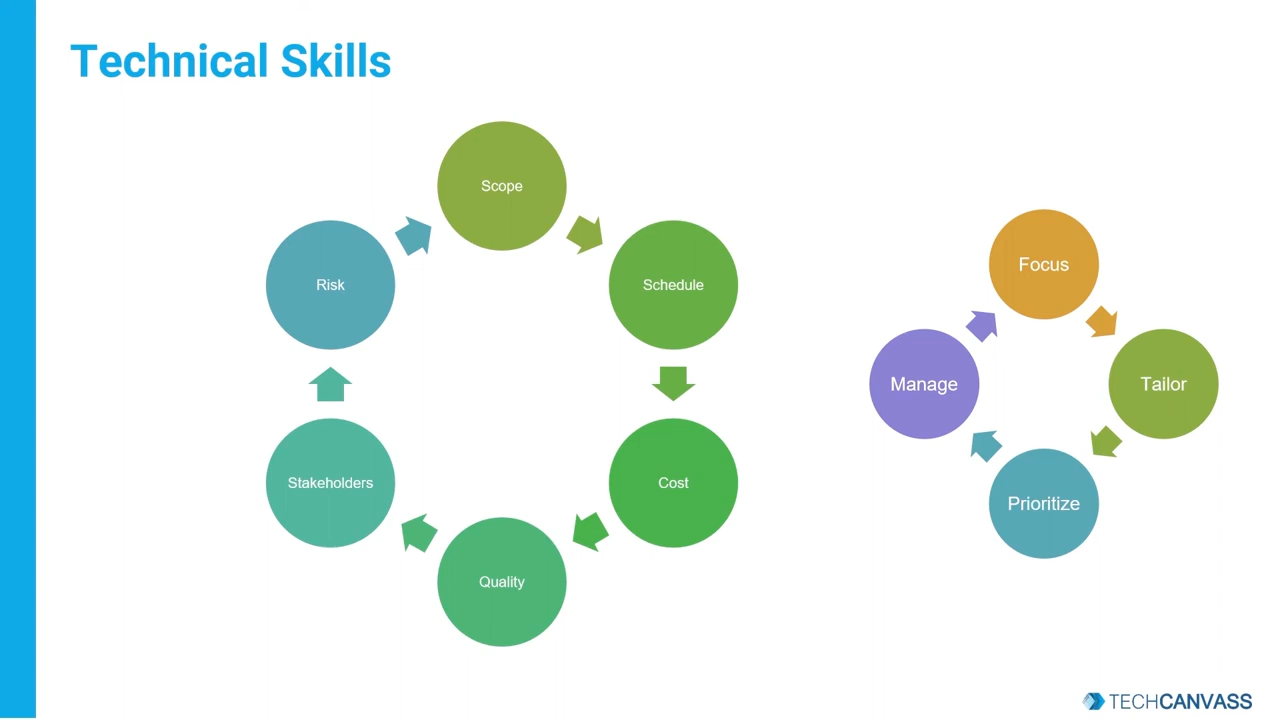 Technical Skills
Scope
Schedule
Cost
Quality
Stakeholders
Risk
Focus
Tailor
Prioritize
Manage
TECHCANVASS